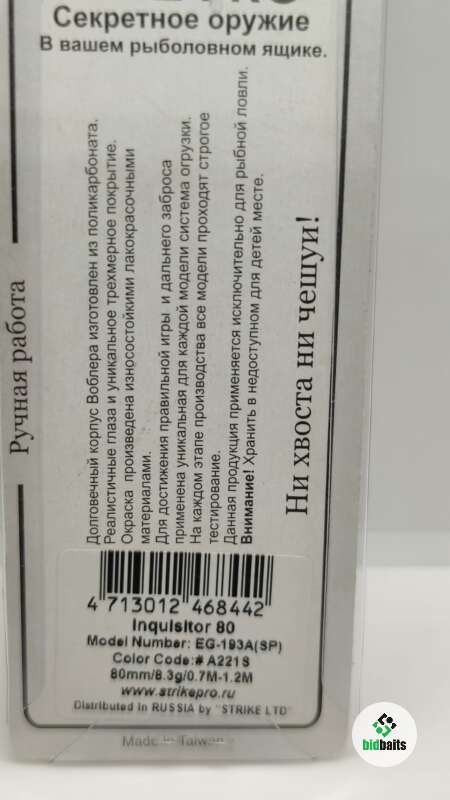 Секретное оружие
В вашем рыболовном ящике.
Ручная работа
Долговечный корпус Воблера изготовлен из поликарбоната.
Реалистичные глаза и уникальное трехмерное покрытие.
Окраска произведена износостойкими лакокрасочными
материалами.
Для достижения правильной игры и дальнего заброса
применена уникальная для каждой модели система огрузки.
На каждом этапе производства все модели проходят строгое
тестирование.
Данная продукция применяется исключительно для рыбной ловли.
Внимание! Хранить в недоступном для детей месте.
Ни хвоста ни чешуи!
4 713012 468442
Inquisitor 80
Model Number: EG-193A(SP)
Color Code:# A221S
80mm/8.3g/0.7M-1.2M
www.strikepro.ru
Distributed in RUSSIA by "STRIKE LTD"
Made in Taiwan
bidbaits